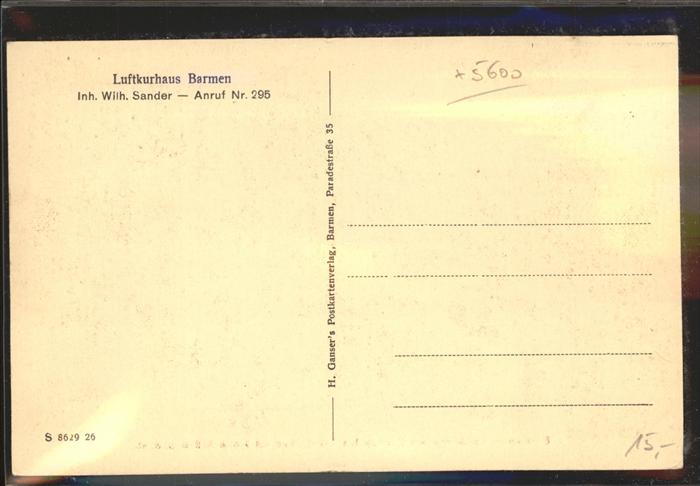 Luftkurhaus Barmen
Inh. Wilh. Sander — Anruf Nr. 295
H. Ganser's Postkartenverlag, Barmen, Paradestraße 35
*5600
S 8629 26
15,-